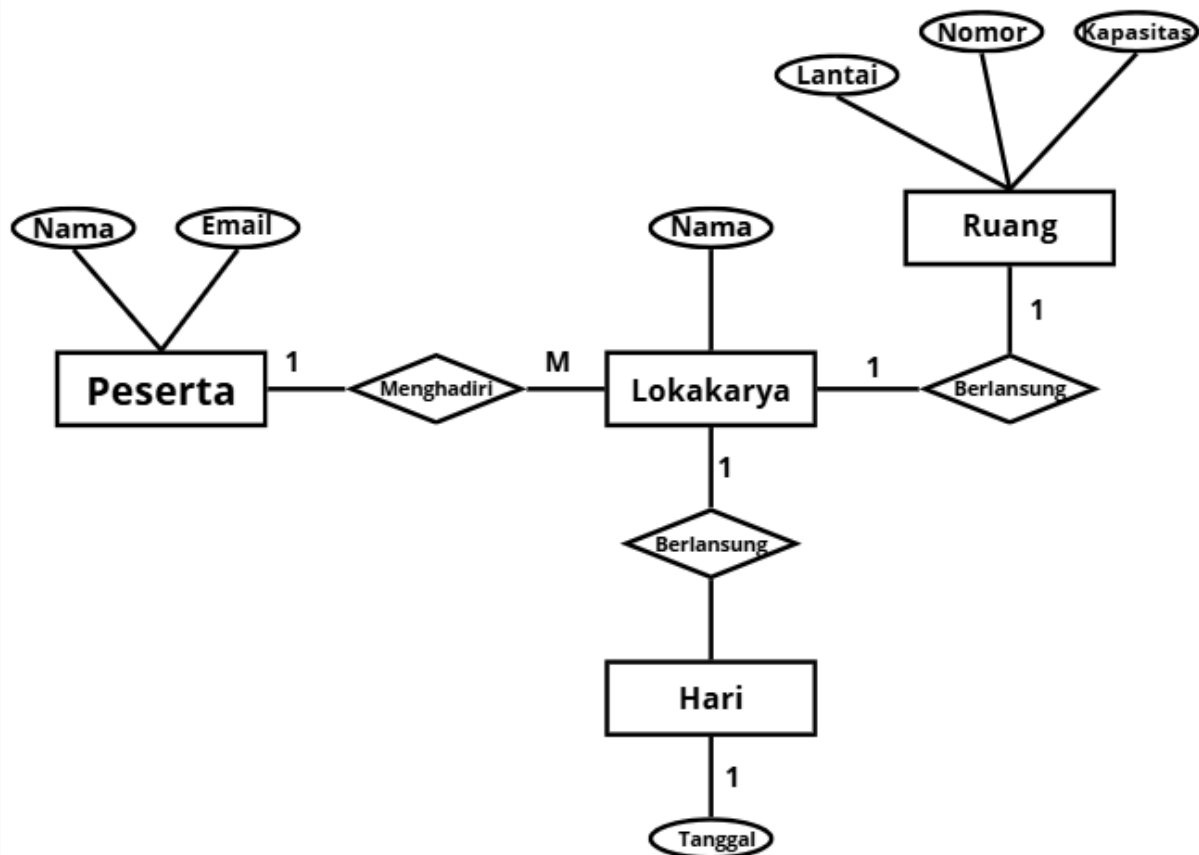 Nomor
Kapasitas
Lantai
Nama
Email
Nama
Ruang
1
Peserta
1
Menghadiri
M
Lokakarya
1
Berlansung
1
Berlansung
Hari
1
Tanggal